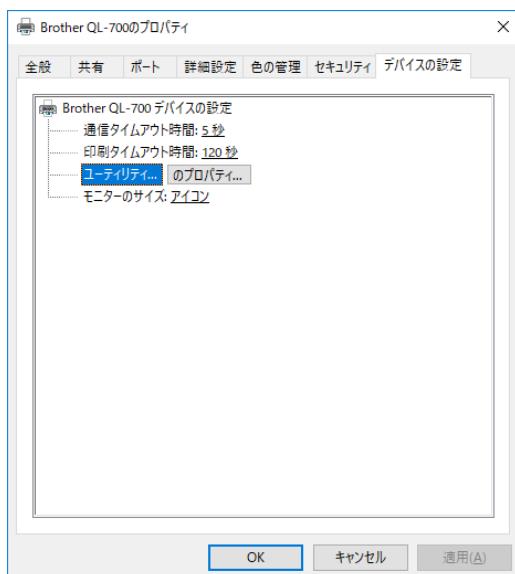 Brother QL-700のプロパティ
全般 共有 ポート 詳細設定 色の管理 セキュリティ デバイスの設定
Brother QL-700 デバイスの設定
通信タイムアウト時間: 5 秒
印刷タイムアウト時間: 120 秒
ユーティリティ... のプロパティ...
モニターのサイズ: アイコン
OK キャンセル 適用(A)